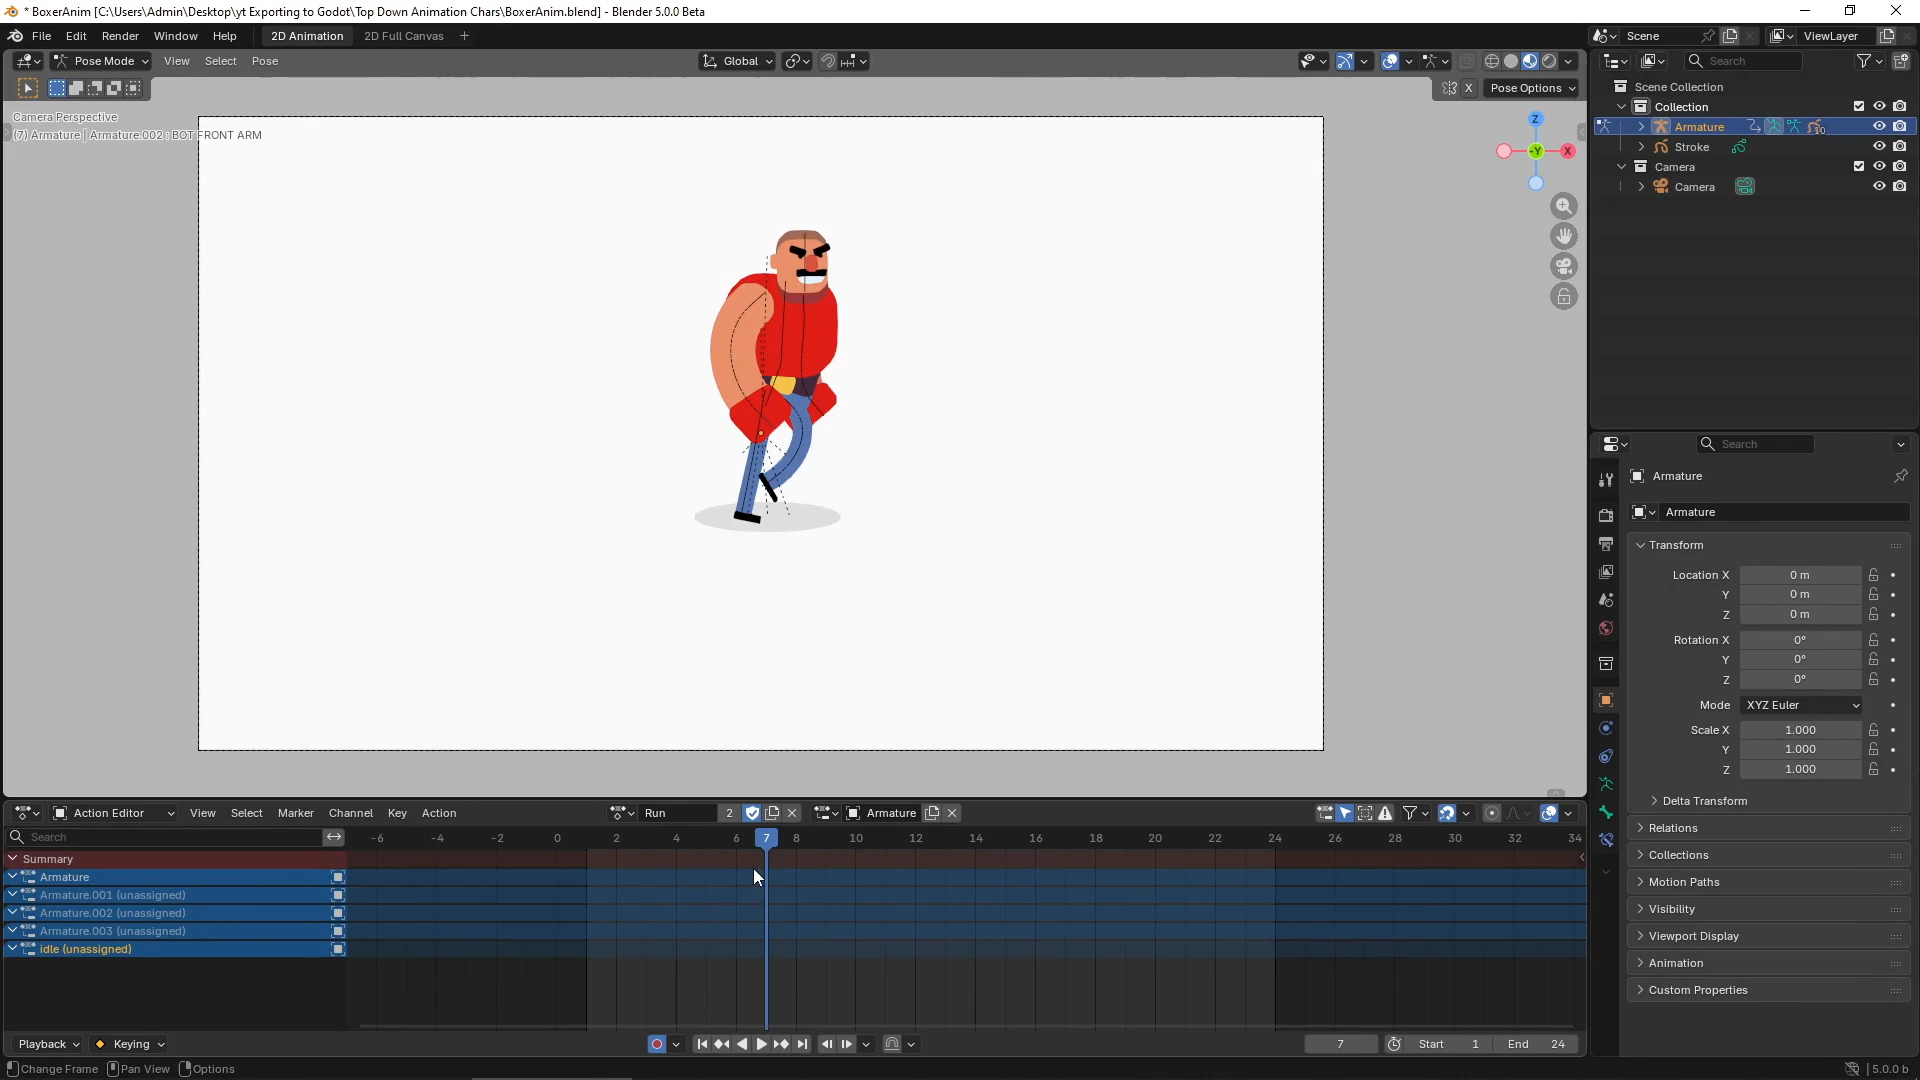 * BoxerAnim [C:\Users\Admin\Desktop\yt Exporting to Godot\Top Down Animation Chars\BoxerAnim.blend] - Blender 5.0.0 Beta
File Edit Render Window Help 2D Animation 2D Full Canvas + Scene ViewLayer
Pose Mode View Select Pose Global Search
X Pose Options
Camera Perspective
(7) Armature | Armature.002 : BOT FRONT ARM
Z
-Y X
Scene Collection
Collection
Armature 10
Stroke
Camera
Camera
Search
Armature
Armature
Transform
Location X 0 m
Y 0 m
Z 0 m
Rotation X 0°
Y 0°
Z 0°
Mode XYZ Euler
Scale X 1.000
Y 1.000
Z 1.000
Delta Transform
Relations
Collections
Motion Paths
Visibility
Viewport Display
Animation
Custom Properties
Action Editor View Select Marker Channel Key Action Run 2 Armature
Search -6 -4 -2 0 2 4 6 7 8 10 12 14 16 18 20 22 24 26 28 30 32 34
Summary
Armature
Armature.001 (unassigned)
Armature.002 (unassigned)
Armature.003 (unassigned)
idle (unassigned)
Playback Keying 7 Start 1 End 24
Change Frame Pan View Options 5.0.0 b